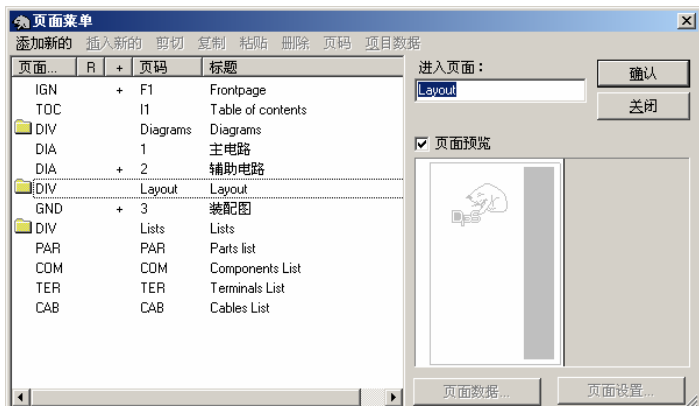 页面菜单
添加新的 插入新的 剪切 复制 粘贴 删除 页码 项目数据
页面... R + 页码 标题
IGN + F1 Frontpage
TOC I1 Table of contents
DIV Diagrams Diagrams
DIA 1 主电路
DIA + 2 辅助电路
DIV Layout Layout
GND + 3 装配图
DIV Lists Lists
PAR PAR Parts list
COM COM Components List
TER TER Terminals List
CAB CAB Cables List
进入页面：
Layout
确认
关闭
页面预览
DpS
页面数据...
页面设置...